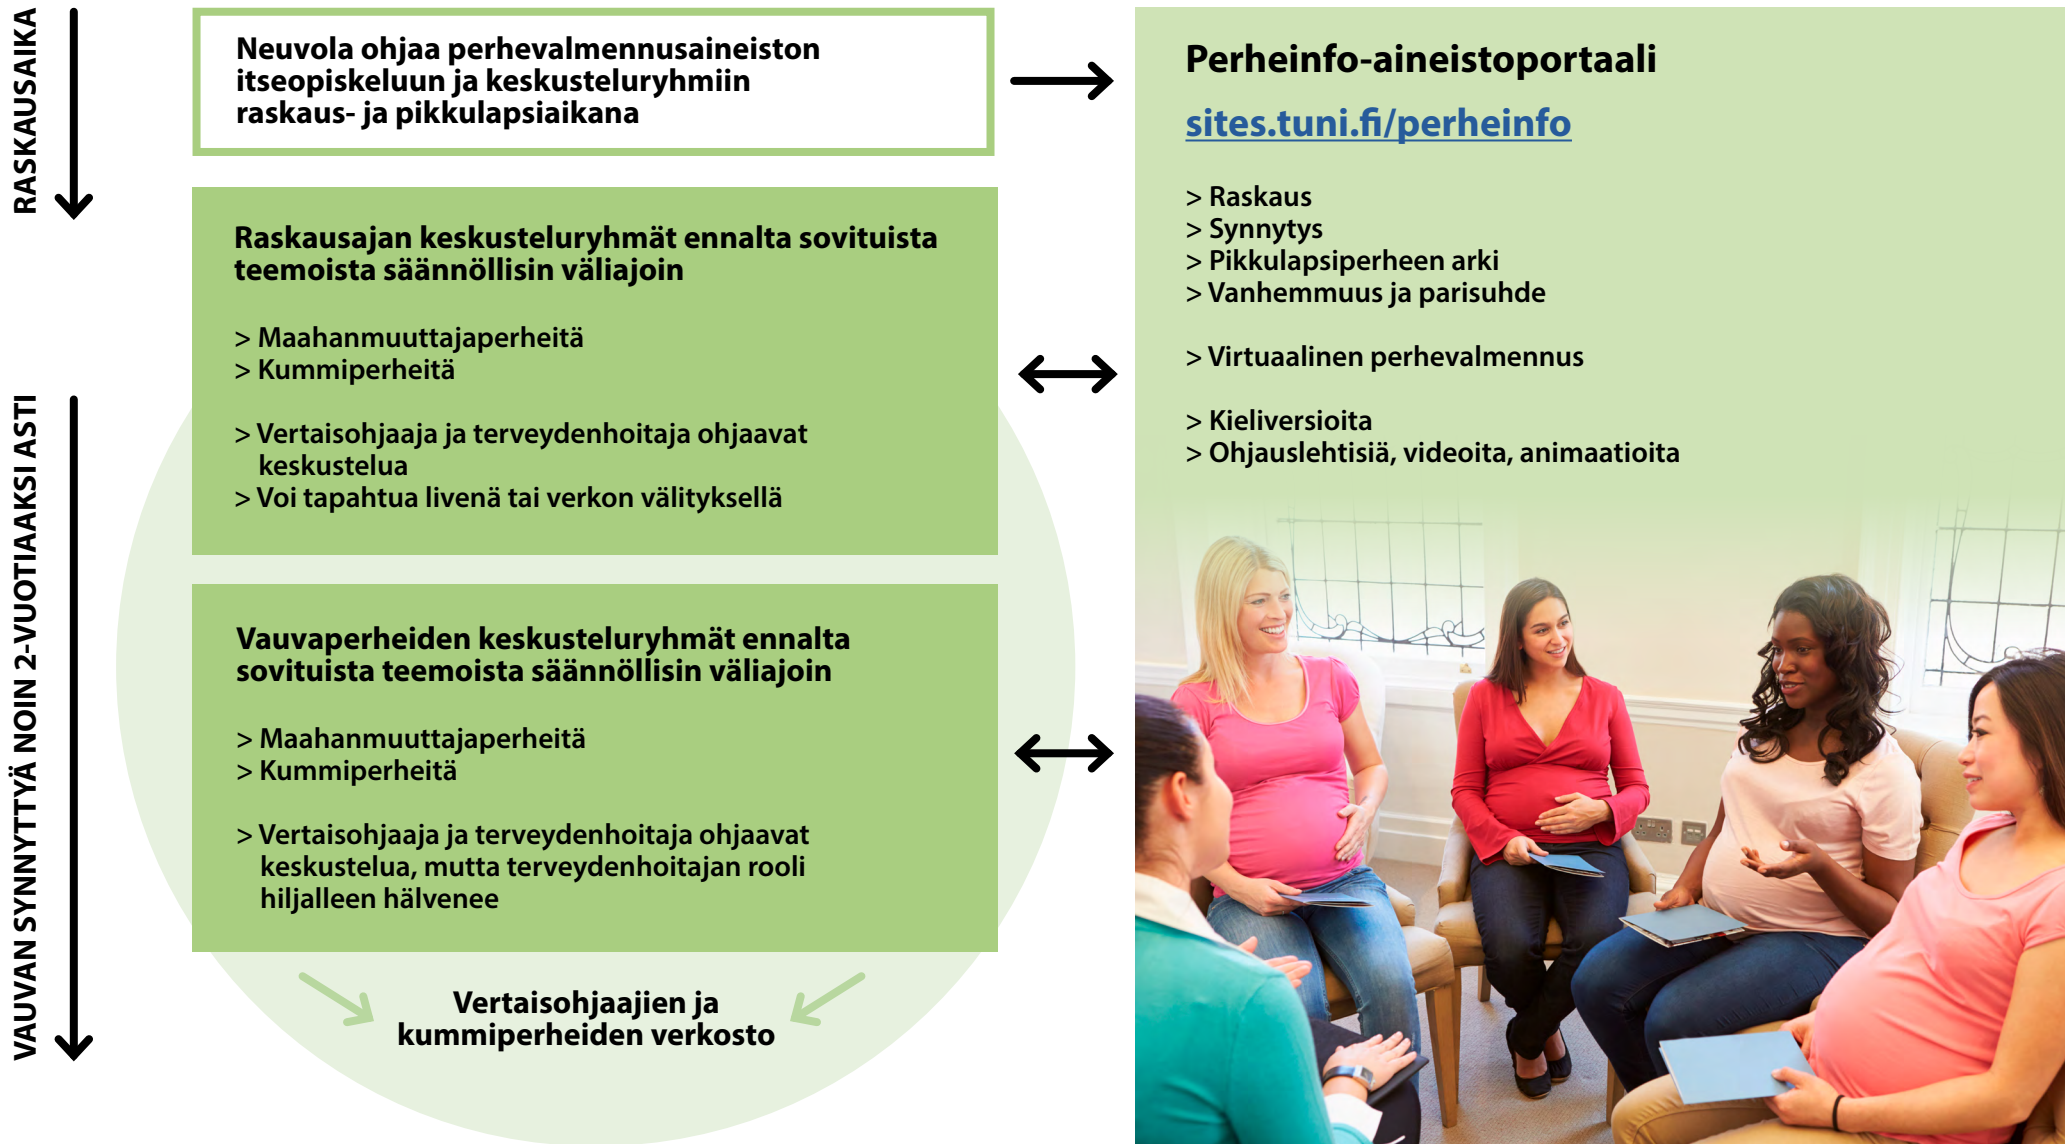 RASKAUSAIKA
Neuvola ohjaa perhevalmennusaineiston
itseopiskeluun ja keskusteluryhmiin
raskaus- ja pikkulapsiaikana
Raskausajan keskusteluryhmät ennalta sovituista
teemoista säännöllisin väliajoin
> Maahanmuuttajaperheitä
> Kummiperheitä
> Vertaisohjaaja ja terveydenhoitaja ohjaavat
keskustelua
> Voi tapahtua livenä tai verkon välityksellä
VAUVAN SYNNYTTYÄ NOIN 2-VUOTIAAKSI ASTI
Vauvaperheiden keskusteluryhmät ennalta
sovituista teemoista säännöllisin väliajoin
> Maahanmuuttajaperheitä
> Kummiperheitä
> Vertaisohjaaja ja terveydenhoitaja ohjaavat
keskustelua, mutta terveydenhoitajan rooli
hiljalleen hälvenee
Vertaisohjaajien ja
kummiperheiden verkosto
Perheinfo-aineistoportaali
sites.tuni.fi/perheinfo
> Raskaus
> Synnytys
> Pikkulapsiperheen arki
> Vanhemmuus ja parisuhde
> Virtuaalinen perhevalmennus
> Kieliversioita
> Ohjauslehtisiä, videoita, animaatioita